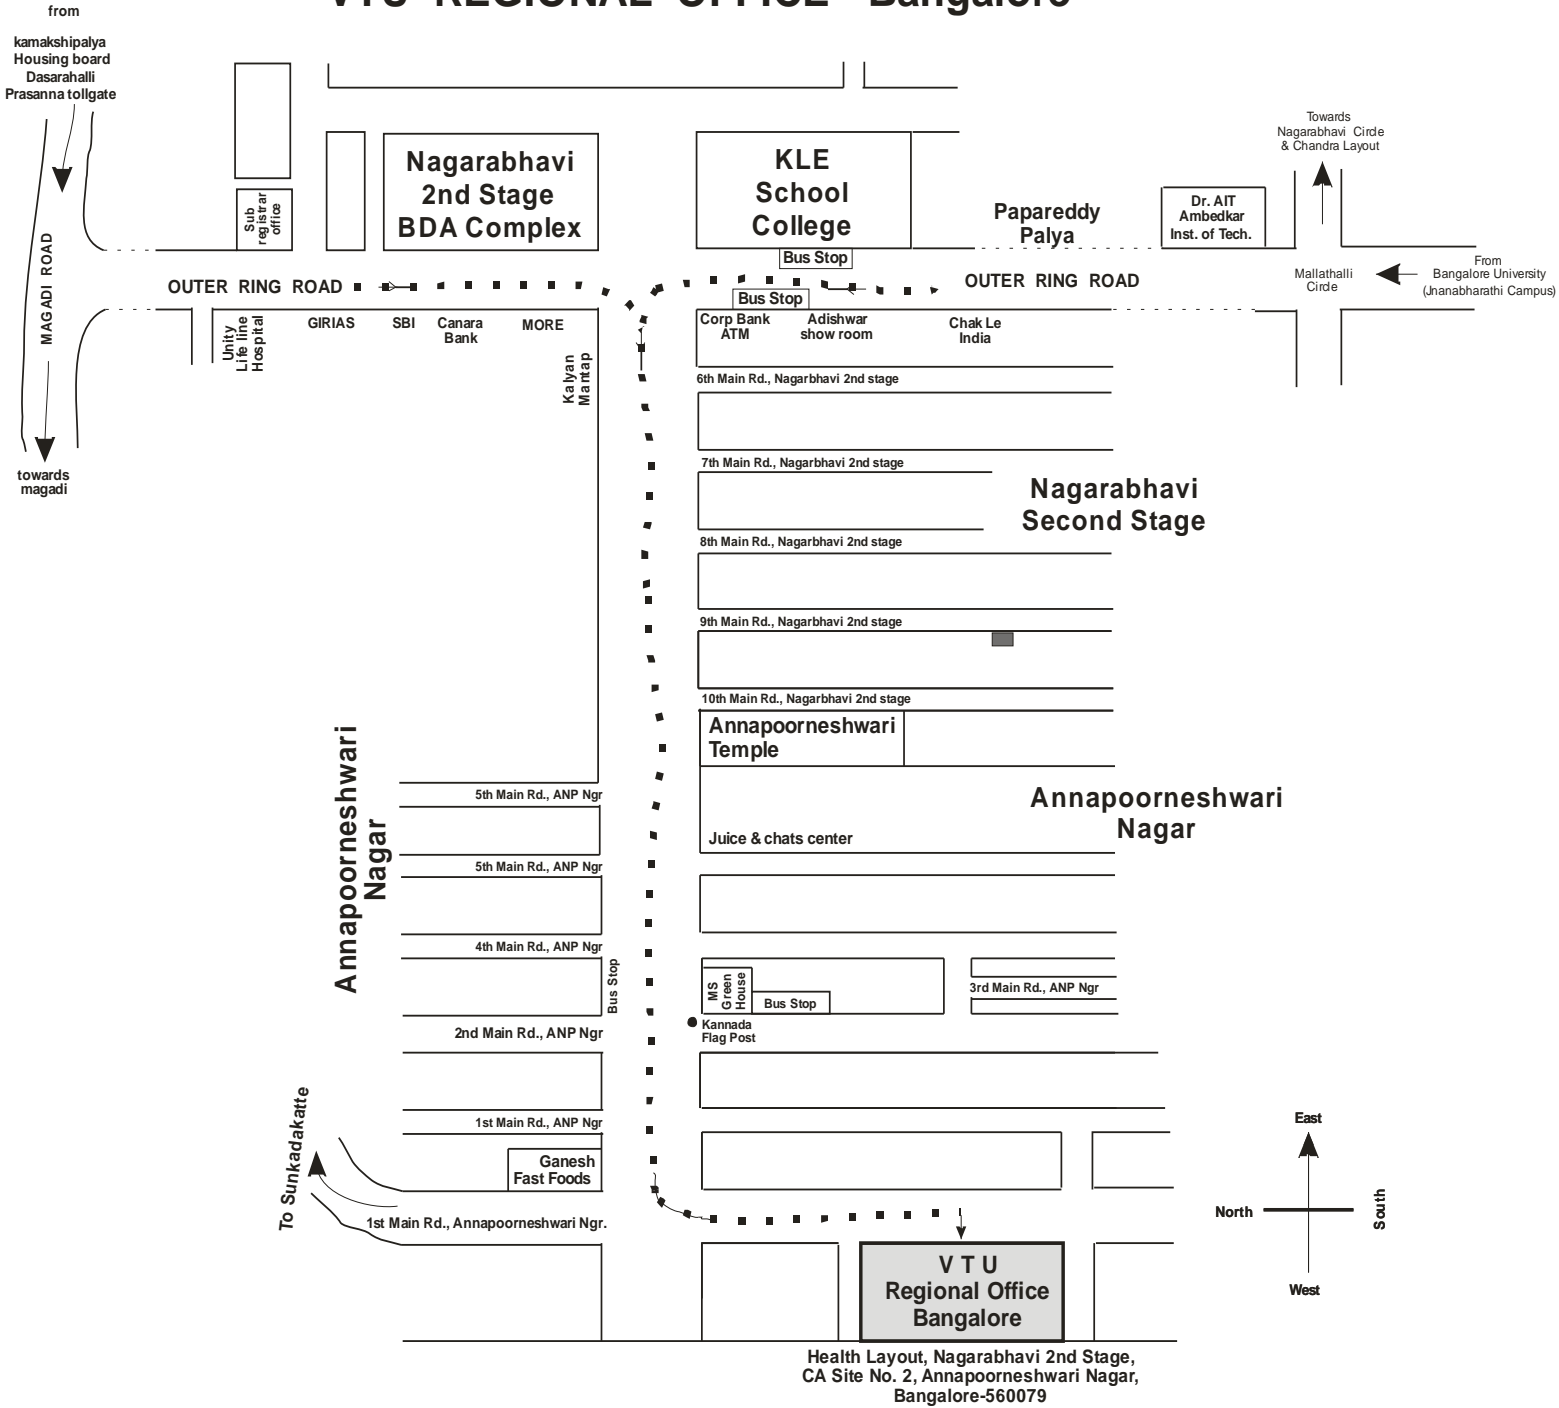 VTU REGIONAL OFFICE - Bangalore
from
kamakshipalya
Housing board
Dasarahalli
Prasanna tollgate
Towards
Nagarabhavi Circle
& Chandra Layout
Nagarabhavi
2nd Stage
BDA Complex
KLE
School
College
Sub
registrar
office
Papareddy
Palya
Dr. AIT
Ambedkar
Inst. of Tech.
MAGADI ROAD
Bus Stop
OUTER RING ROAD
Bus Stop
OUTER RING ROAD
Mallathalli
Circle
From
Bangalore University
(Jnanabharathi Campus)
Unity
Life line
Hospital
GIRIAS
SBI
Canara
Bank
MORE
Corp Bank
ATM
Adishwar
show room
Chak Le
India
Kalyan
Mantap
6th Main Rd., Nagarbhavi 2nd stage
towards
magadi
7th Main Rd., Nagarbhavi 2nd stage
Nagarabhavi
Second Stage
8th Main Rd., Nagarbhavi 2nd stage
9th Main Rd., Nagarbhavi 2nd stage
10th Main Rd., Nagarbhavi 2nd stage
Annapoorneshwari
Temple
Annapoorneshwari
Nagar
5th Main Rd., ANP Ngr
Annapoorneshwari
Nagar
Juice & chats center
5th Main Rd., ANP Ngr
4th Main Rd., ANP Ngr
Bus Stop
MS
Green
House
Bus Stop
3rd Main Rd., ANP Ngr
2nd Main Rd., ANP Ngr
Kannada
Flag Post
1st Main Rd., ANP Ngr
To Sunkadakatte
Ganesh
Fast Foods
1st Main Rd., Annapoorneshwari Ngr.
East
North
South
West
V T U
Regional Office
Bangalore
Health Layout, Nagarabhavi 2nd Stage,
CA Site No. 2, Annapoorneshwari Nagar,
Bangalore-560079